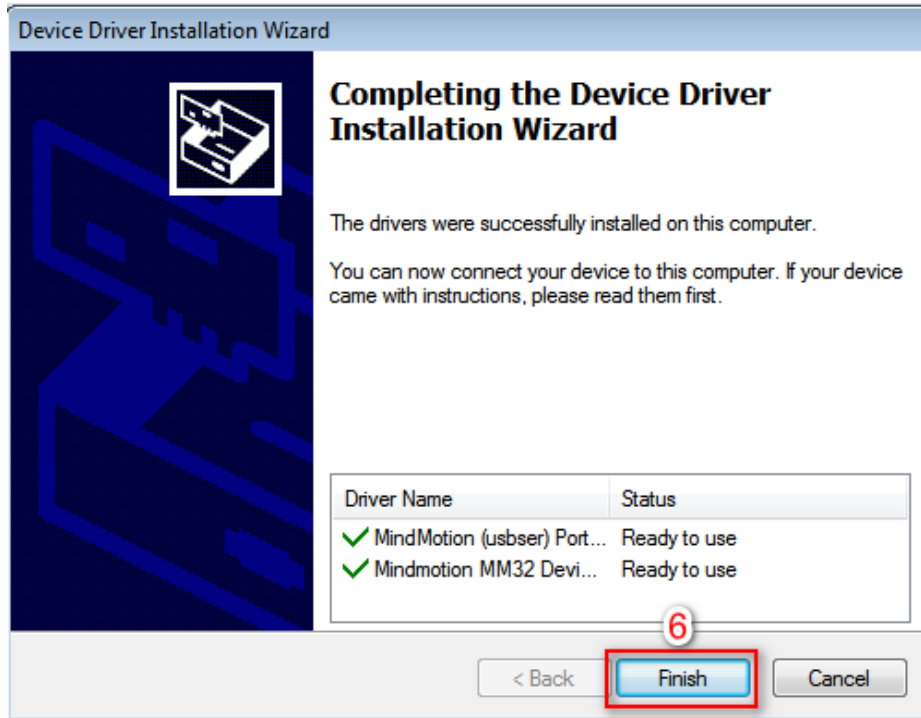 Device Driver Installation Wizard
Completing the Device Driver
Installation Wizard
The drivers were successfully installed on this computer.
You can now connect your device to this computer. If your device
came with instructions, please read them first.
Driver Name Status
MindMotion (usbser) Port... Ready to use
Mindmotion MM32 Devi... Ready to use
6
< Back Finish Cancel